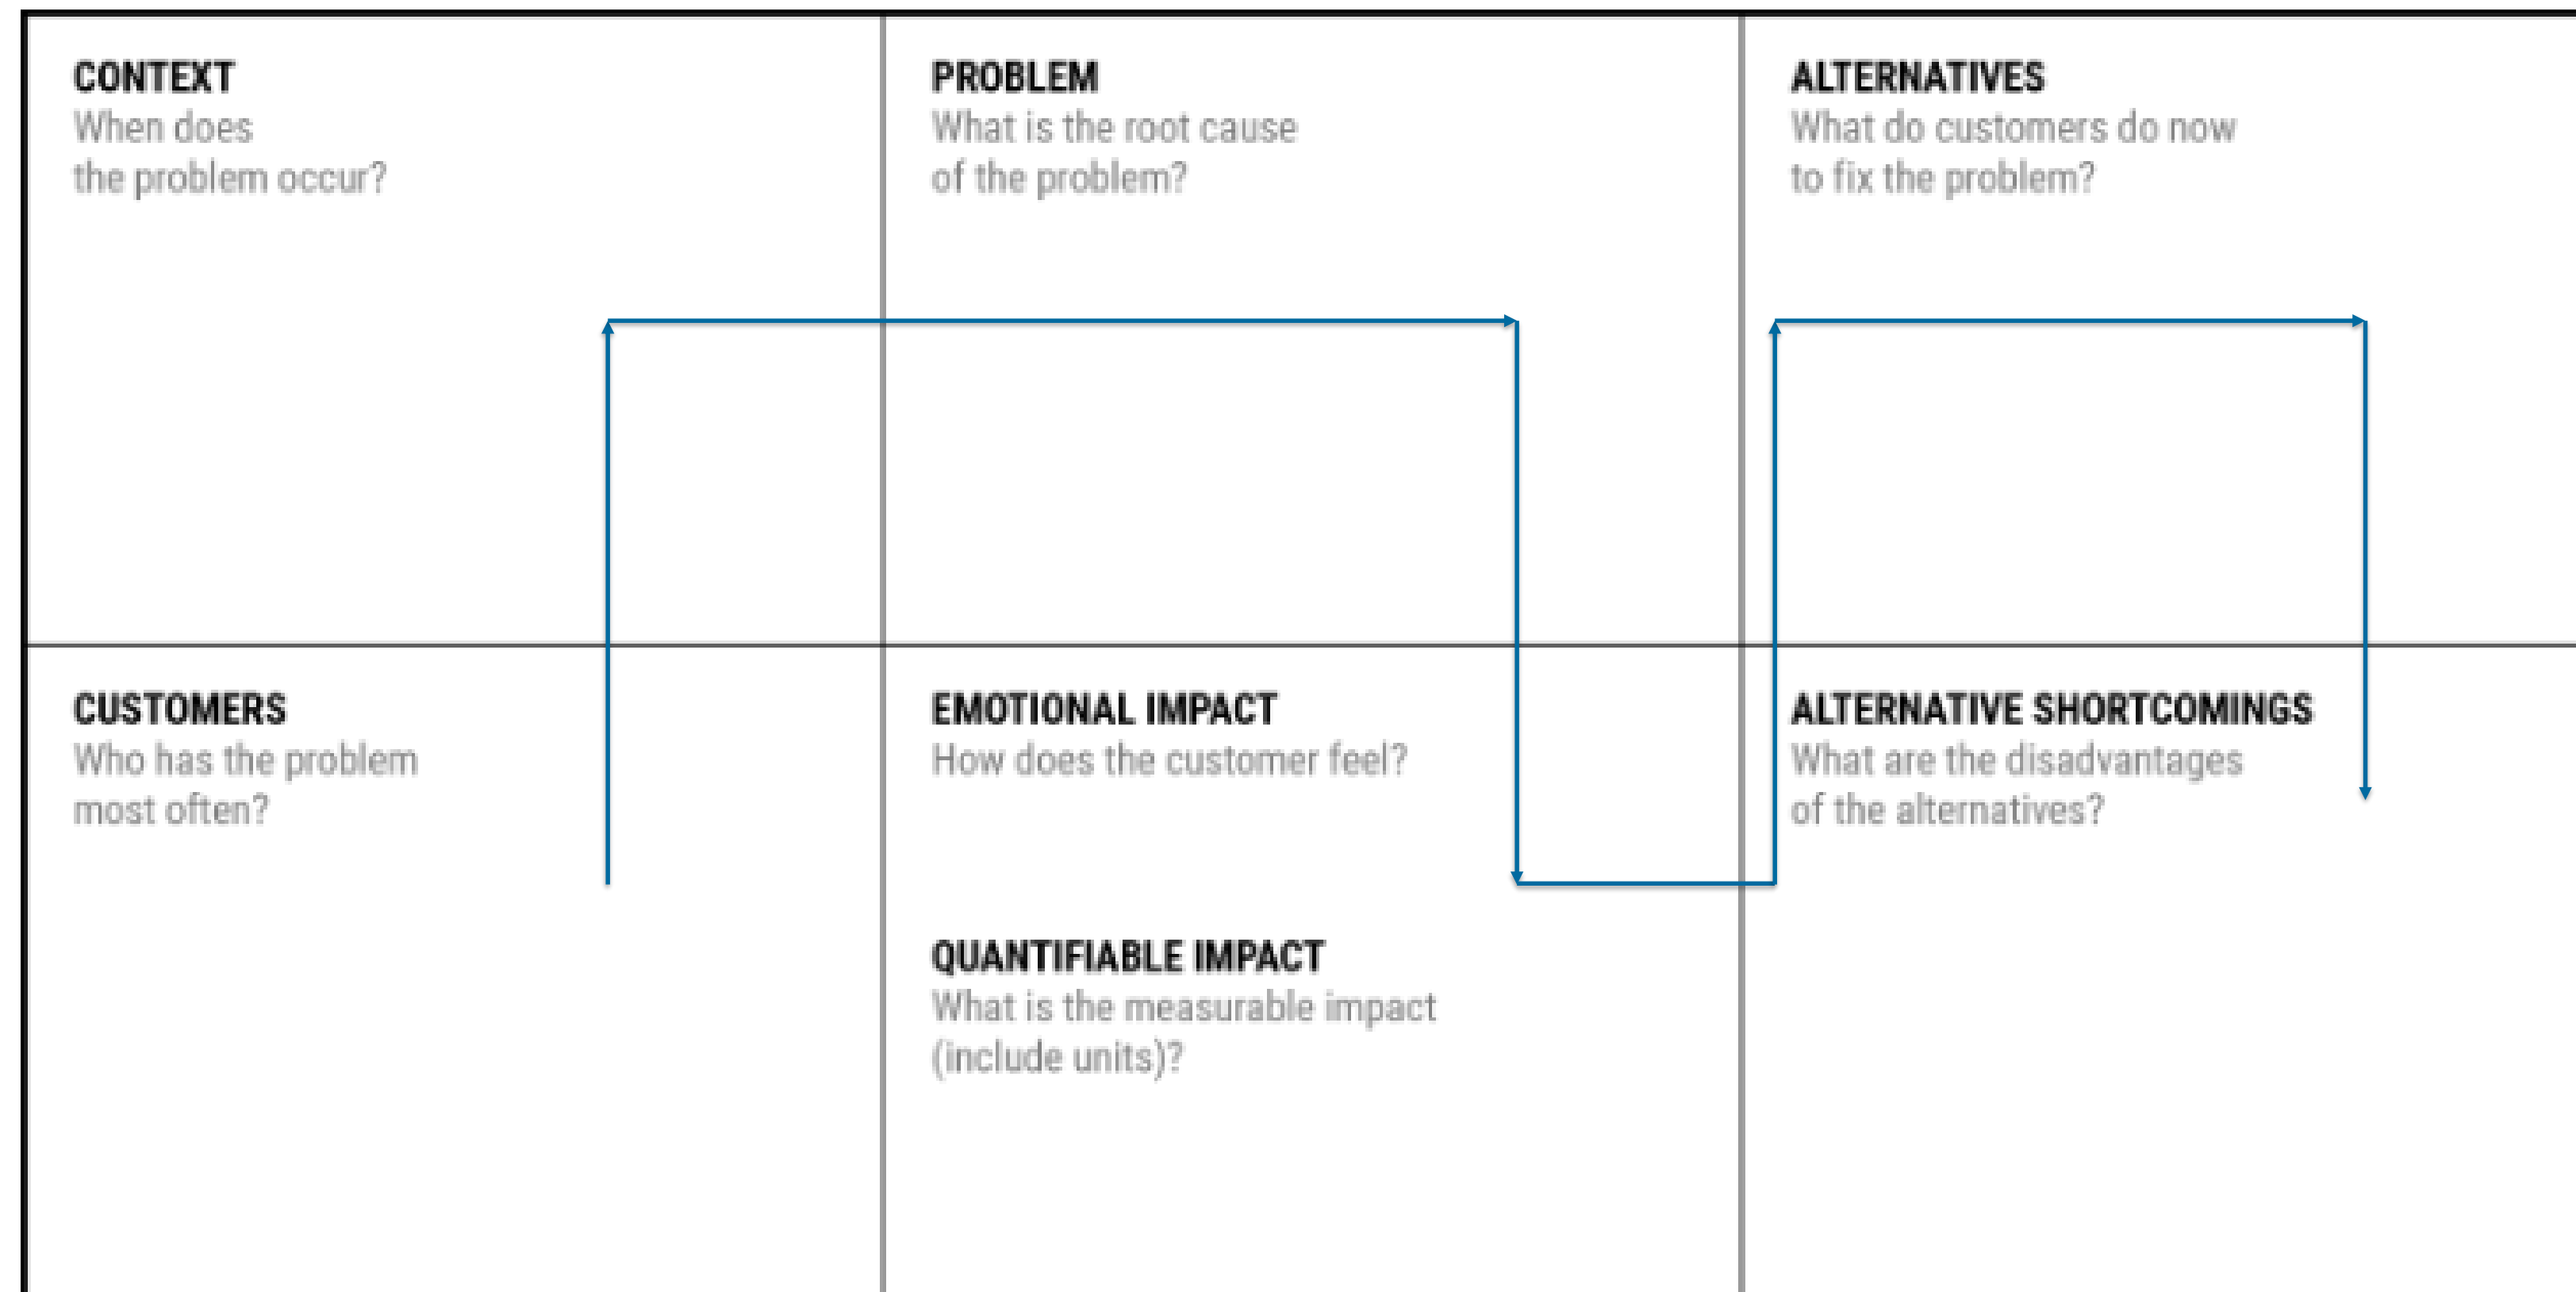 CONTEXT
When does
the problem occur?
PROBLEM
What is the root cause
of the problem?
ALTERNATIVES
What do customers do now
to fix the problem?
CUSTOMERS
Who has the problem
most often?
EMOTIONAL IMPACT
How does the customer feel?
QUANTIFIABLE IMPACT
What is the measurable impact
(include units)?
ALTERNATIVE SHORTCOMINGS
What are the disadvantages
of the alternatives?